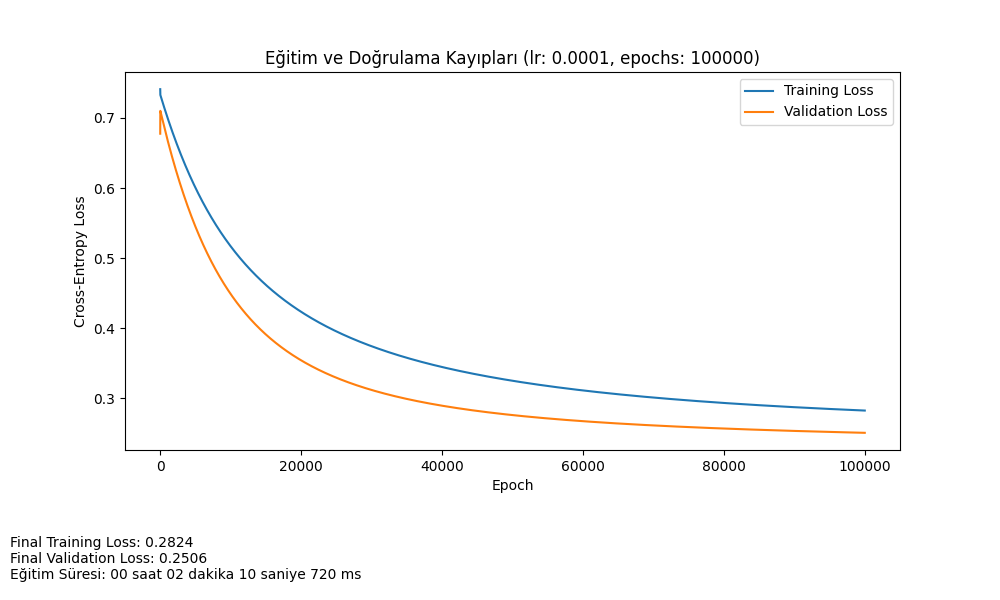 Eğitim ve Doğrulama Kayıpları (lr: 0.0001, epochs: 100000)
Training Loss
Validation Loss
Cross-Entropy Loss
0.7
0.6
0.5
0.4
0.3
0 20000 40000 60000 80000 100000
Epoch
Final Training Loss: 0.2824
Final Validation Loss: 0.2506
Eğitim Süresi: 00 saat 02 dakika 10 saniye 720 ms